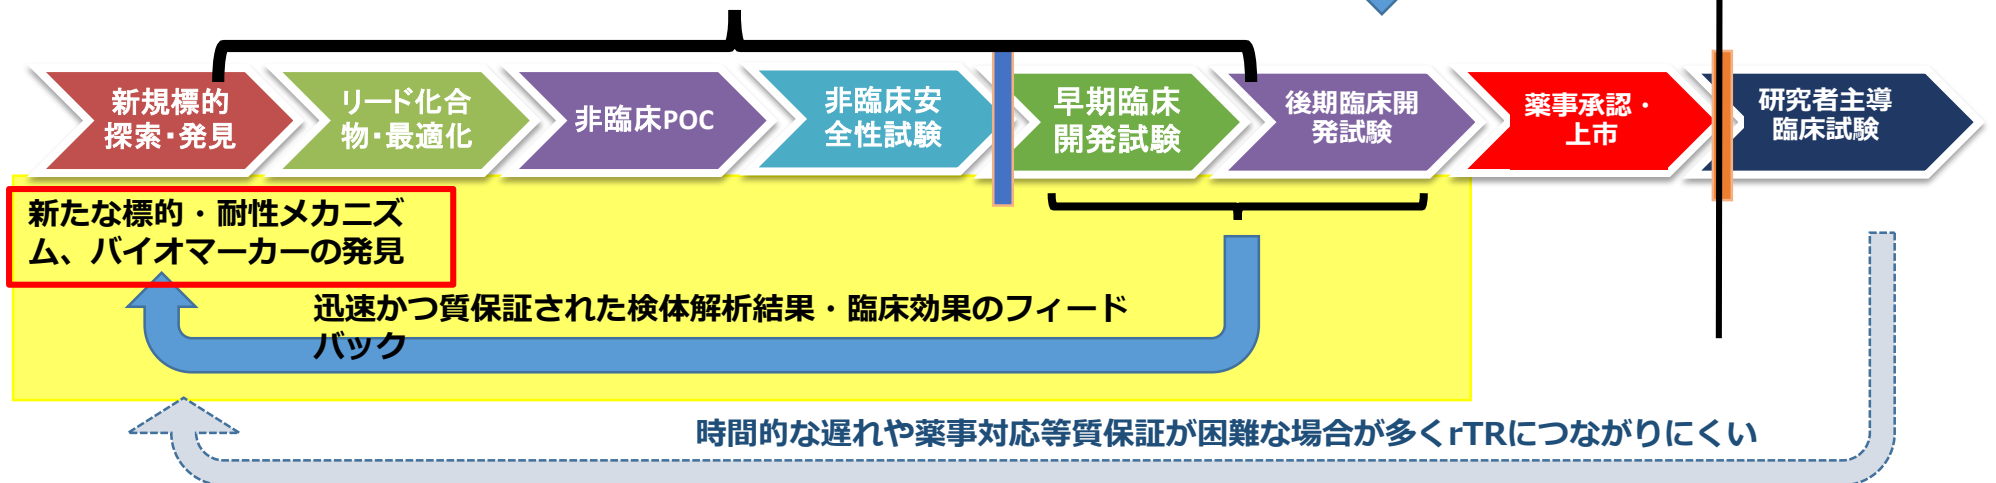 新規標的
探索・発見
リード化合
物・最適化
非臨床POC
非臨床安
全性試験
早期臨床
開発試験
後期臨床開
発試験
薬事承認・
上市
研究者主導
臨床試験
新たな標的・耐性メカニズ
ム、バイオマーカーの発見
迅速かつ質保証された検体解析結果・臨床効果のフィード
バック
時間的な遅れや薬事対応等質保証が困難な場合が多くrTRにつながりにくい